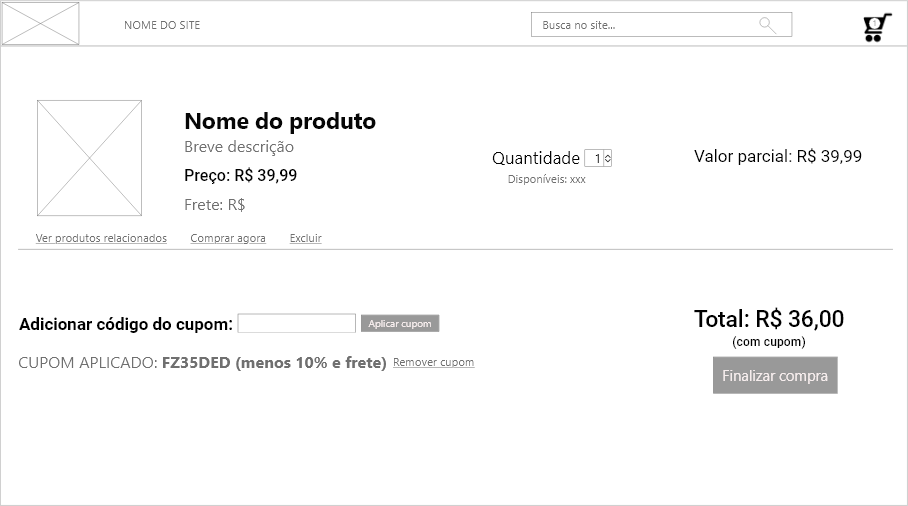 NOME DO SITE
Busca no site...
1
Nome do produto
Breve descrição
Preço: R$ 39,99
Frete: R$
Quantidade 1
Disponíveis: xxx
Valor parcial: R$ 39,99
Ver produtos relacionados Comprar agora Excluir
Adicionar código do cupom: Aplicar cupom
CUPOM APLICADO: FZ35DED (menos 10% e frete) Remover cupom
Total: R$ 36,00
(com cupom)
Finalizar compra